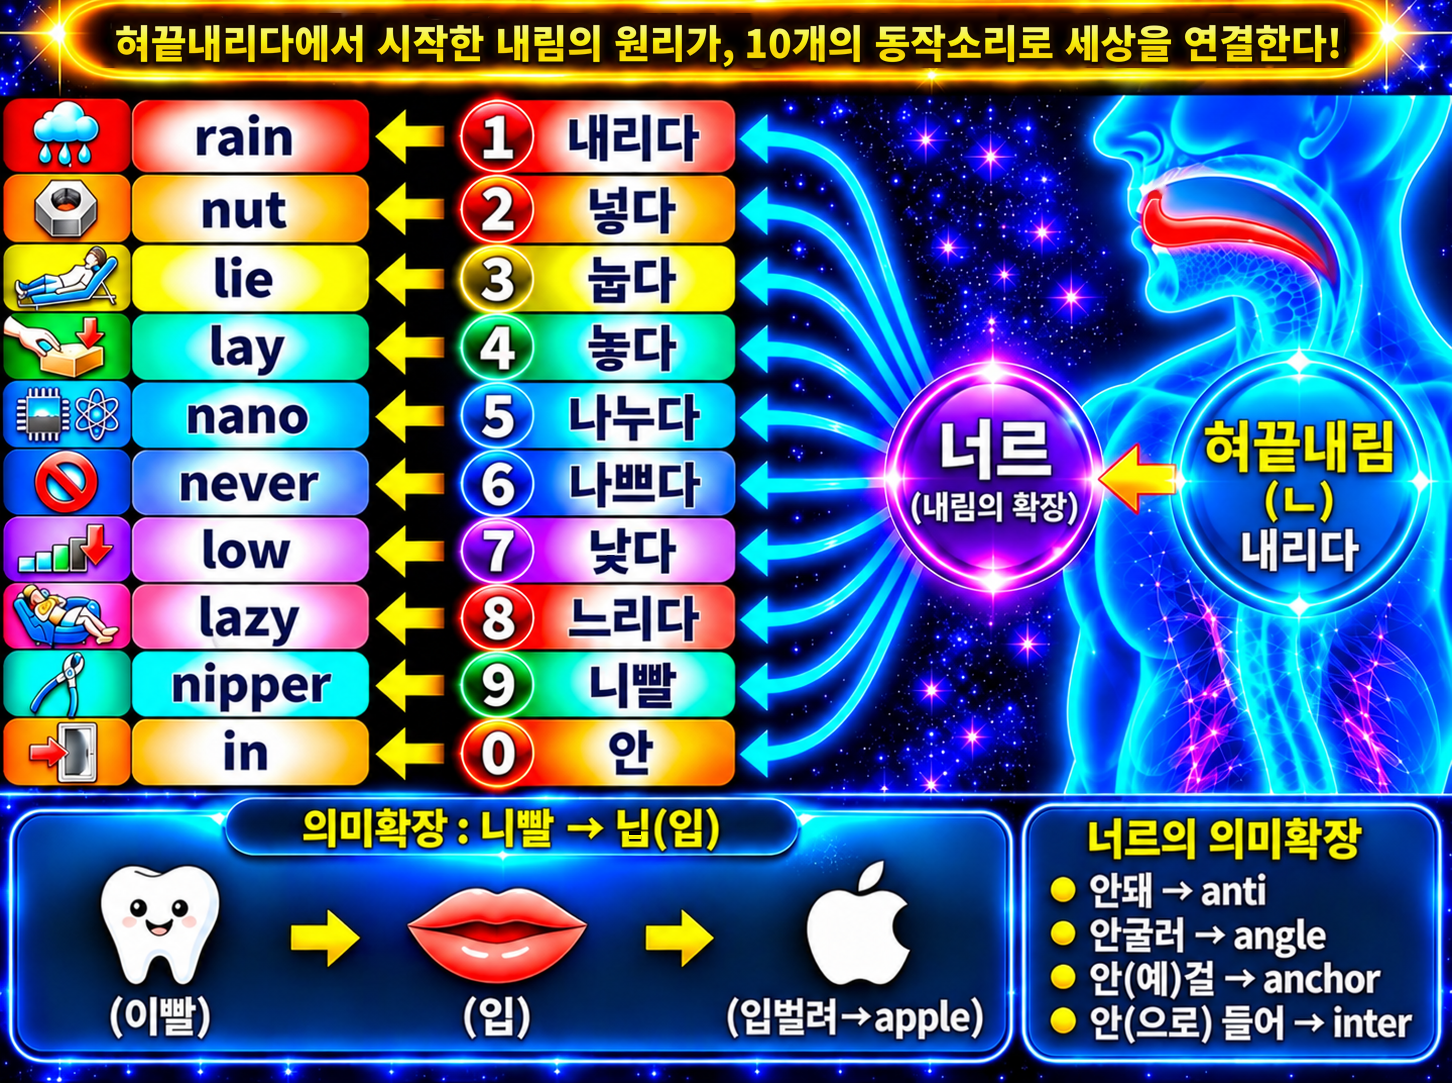 혀끝내리다에서 시작한 내림의 원리가, 10개의 동작소리로 세상을 연결한다!
rain 1 내리다
nut 2 넣다
lie 3 눕다
lay 4 놓다
nano 5 나누다
never 6 나쁘다
low 7 낮다
lazy 8 느리다
nipper 9 니빨
in 0 안
너르
(내림의 확장)
혀끝내림
(ㄴ)
내리다
의미확장 : 니빨 → 닙(입)
(이빨)
(입)
(입벌려→apple)
너르의 의미확장
안돼 → anti
안굴러 → angle
안(예)걸 → anchor
안(으로) 들어 → inter